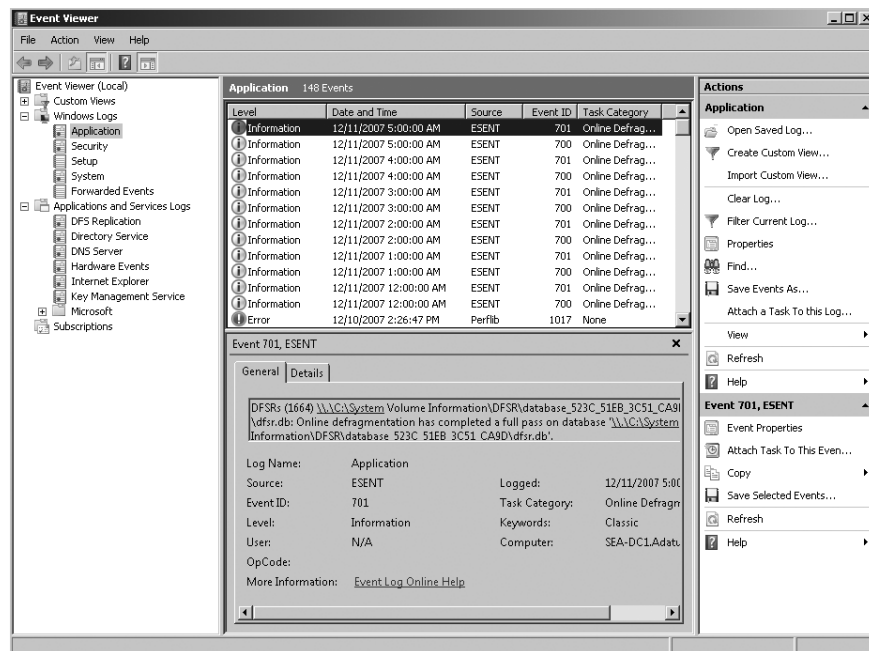 Event Viewer
File Action View Help
Event Viewer (Local)
Custom Views
Windows Logs
Application
Security
Setup
System
Forwarded Events
Applications and Services Logs
DFS Replication
Directory Service
DNS Server
Hardware Events
Internet Explorer
Key Management Service
Microsoft
Subscriptions
Application 148 Events
Level Date and Time Source Event ID Task Category
Information 12/11/2007 5:00:00 AM ESENT 701 Online Defrag...
Information 12/11/2007 5:00:00 AM ESENT 700 Online Defrag...
Information 12/11/2007 4:00:00 AM ESENT 701 Online Defrag...
Information 12/11/2007 4:00:00 AM ESENT 700 Online Defrag...
Information 12/11/2007 3:00:00 AM ESENT 701 Online Defrag...
Information 12/11/2007 3:00:00 AM ESENT 700 Online Defrag...
Information 12/11/2007 2:00:00 AM ESENT 701 Online Defrag...
Information 12/11/2007 2:00:00 AM ESENT 700 Online Defrag...
Information 12/11/2007 1:00:00 AM ESENT 701 Online Defrag...
Information 12/11/2007 1:00:00 AM ESENT 700 Online Defrag...
Information 12/11/2007 12:00:00 AM ESENT 701 Online Defrag...
Information 12/11/2007 12:00:00 AM ESENT 700 Online Defrag...
Error 12/10/2007 2:26:47 PM Perflib 1017 None
Event 701, ESENT
General Details
DFSRs (1664) \\.\C:\System Volume Information\DFSR\database_523C_51EB_3C51_CA9
\dfsr.db: Online defragmentation has completed a full pass on database '\\.\C:\System
Information\DFSR\database_523C_51EB_3C51_CA9D\dfsr.db'.
Log Name: Application
Source: ESENT Logged: 12/11/2007 5:00
Event ID: 701 Task Category: Online Defragm
Level: Information Keywords: Classic
User: N/A Computer: SEA-DC1.Adatu
OpCode:
More Information: Event Log Online Help
Actions
Application
Open Saved Log...
Create Custom View...
Import Custom View...
Clear Log...
Filter Current Log...
Properties
Find...
Save Events As...
Attach a Task To this Log...
View
Refresh
Help
Event 701, ESENT
Event Properties
Attach Task To This Even...
Copy
Save Selected Events...
Refresh
Help